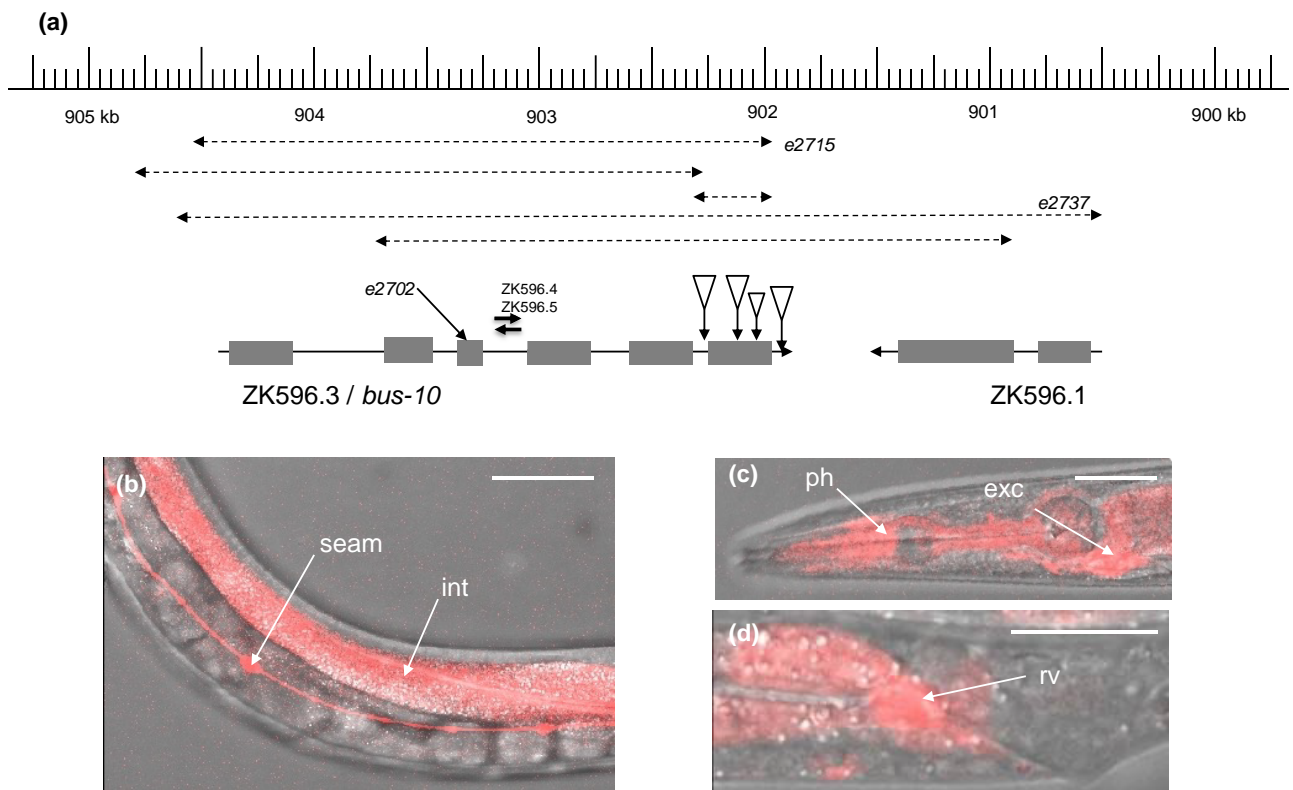 (a)
905 kb 904 903 902 901 900 kb
e2715
e2737
e2702
ZK596.4
ZK596.5
ZK596.3 / bus-10 ZK596.1
(b)
seam
int
(c)
ph
exc
(d)
rv